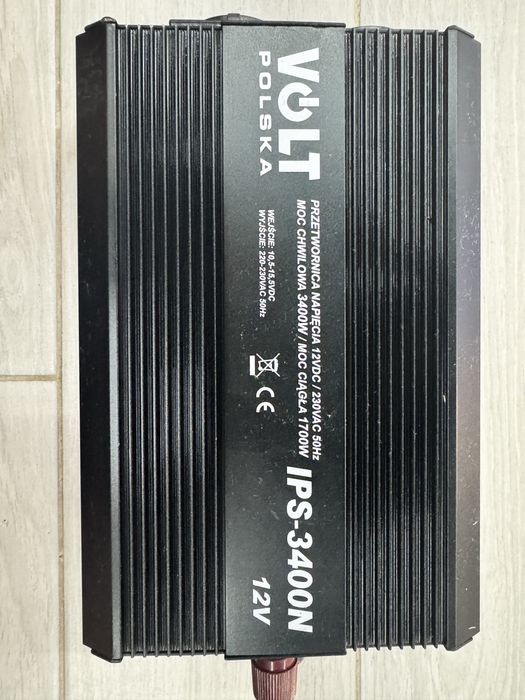 VOLT
POLSKA
PRZETWORNICA NAPIĘCIA 12VDC / 230VAC 50Hz
MOC CHWILOWA 3400W / MOC CIĄGŁA 1700W
WEJŚCIE: 10,5-15,5VDC
WYJŚCIE: 220-230VAC 50Hz
CE
IPS-3400N
12V